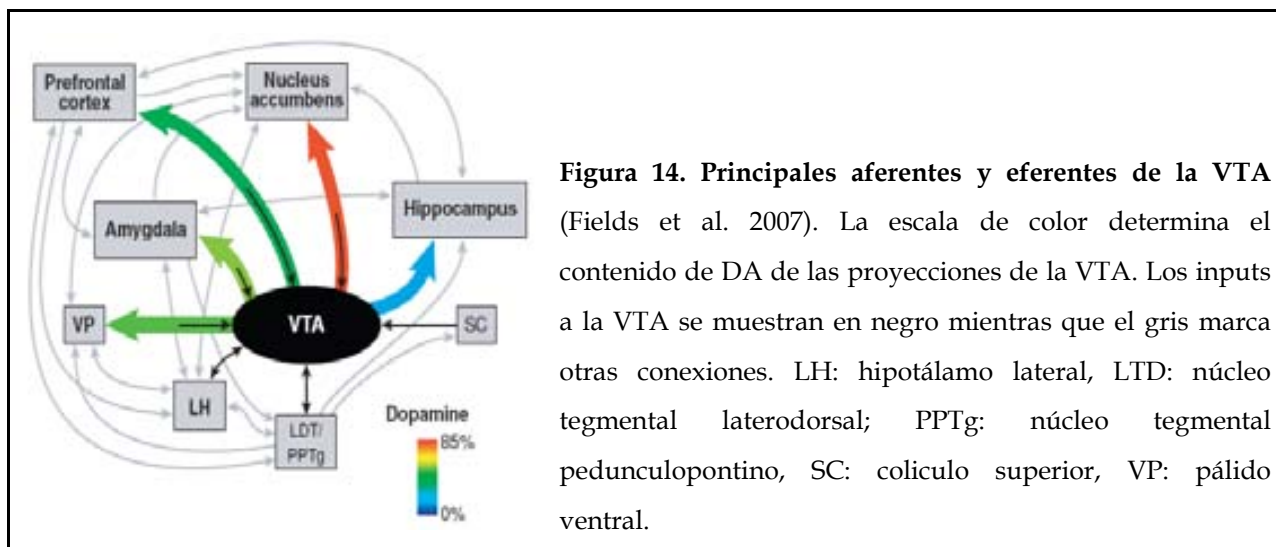 Prefrontal
cortex
Nucleus
accumbens
Hippocampus
Amygdala
VTA
VP
SC
LH
LDT/
PPTg
Dopamine
85%
0%
Figura 14. Principales aferentes y eferentes de la VTA
(Fields et al. 2007). La escala de color determina el
contenido de DA de las proyecciones de la VTA. Los inputs
a la VTA se muestran en negro mientras que el gris marca
otras conexiones. LH: hipotálamo lateral, LTD: núcleo
tegmental laterodorsal; PPTg: núcleo tegmental
pedunculopontino, SC: coliculo superior, VP: pálido
ventral.